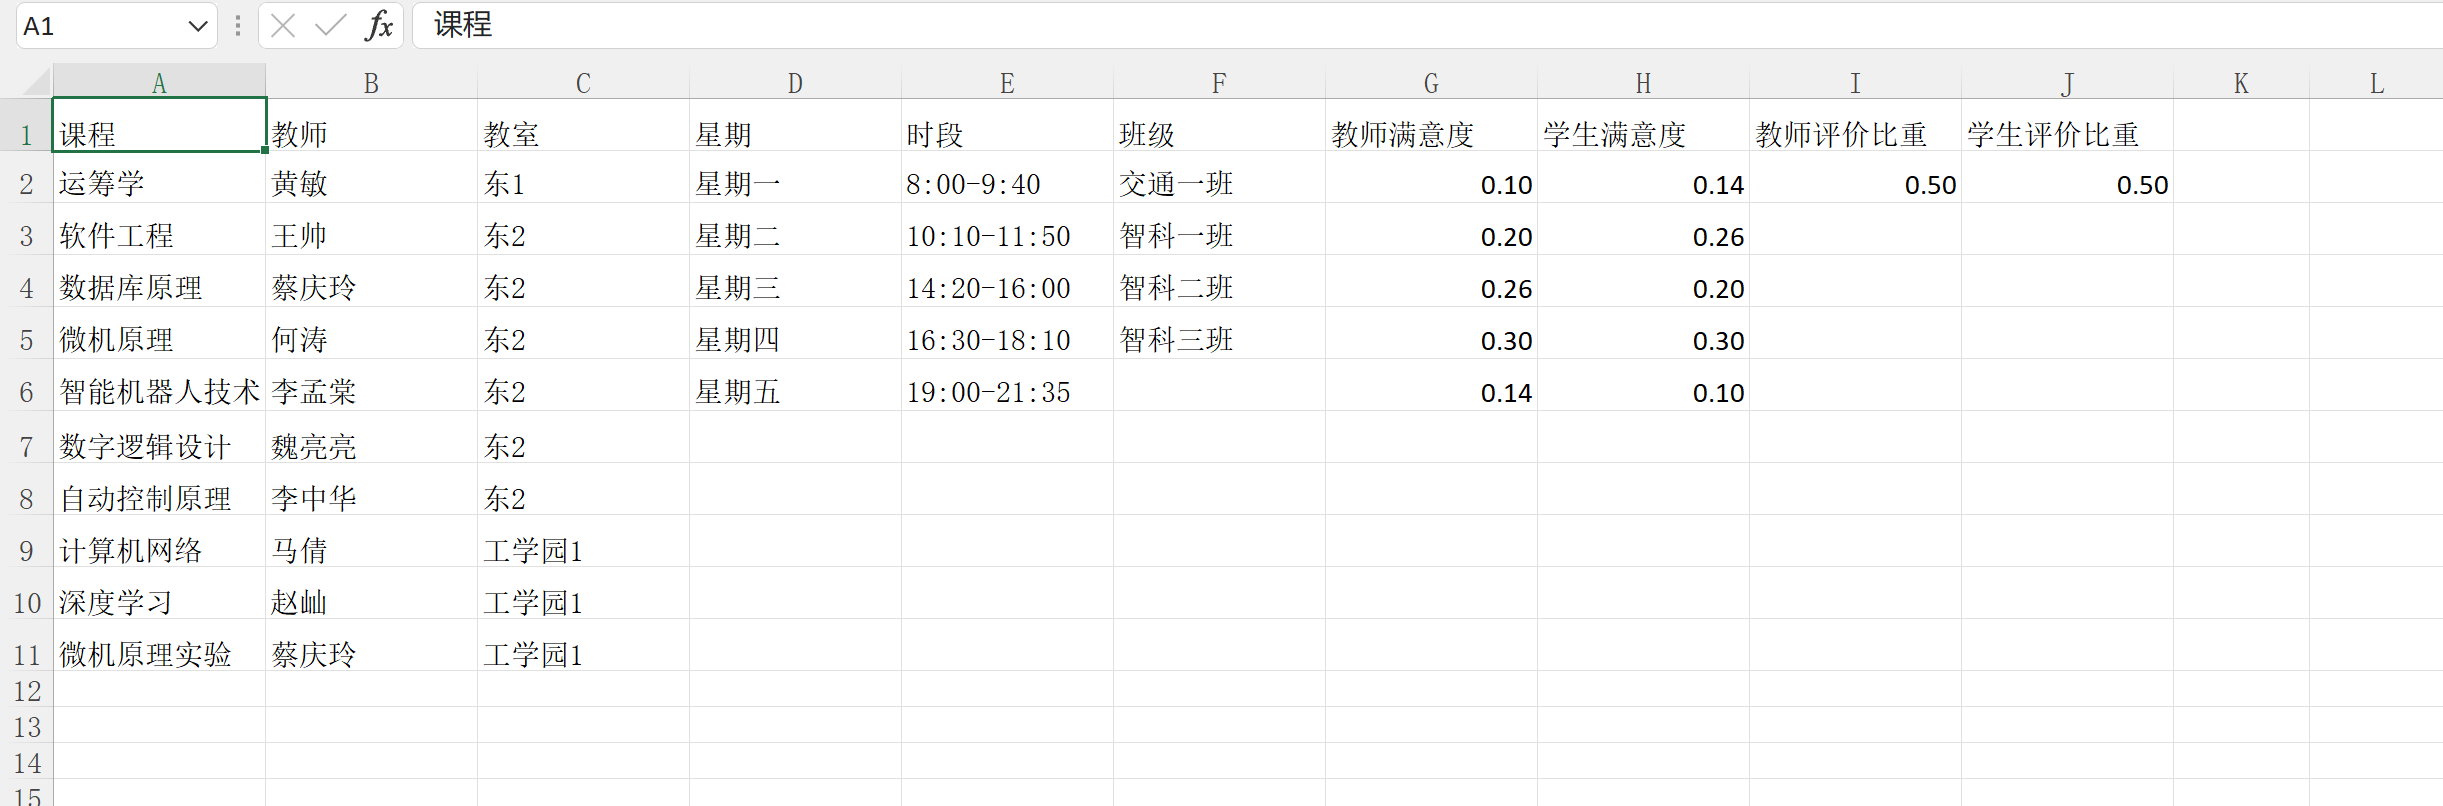 A1 fx 课程
A B C D E F G H I J K L
1 课程 教师 教室 星期 时段 班级 教师满意度 学生满意度 教师评价比重 学生评价比重
2 运筹学 黄敏 东1 星期一 8:00-9:40 交通一班 0.10 0.14 0.50 0.50
3 软件工程 王帅 东2 星期二 10:10-11:50 智科一班 0.20 0.26
4 数据库原理 蔡庆玲 东2 星期三 14:20-16:00 智科二班 0.26 0.20
5 微机原理 何涛 东2 星期四 16:30-18:10 智科三班 0.30 0.30
6 智能机器人技术 李孟棠 东2 星期五 19:00-21:35 0.14 0.10
7 数字逻辑设计 魏亮亮 东2
8 自动控制原理 李中华 东2
9 计算机网络 马倩 工学园1
10 深度学习 赵屾 工学园1
11 微机原理实验 蔡庆玲 工学园1
12
13
14
15